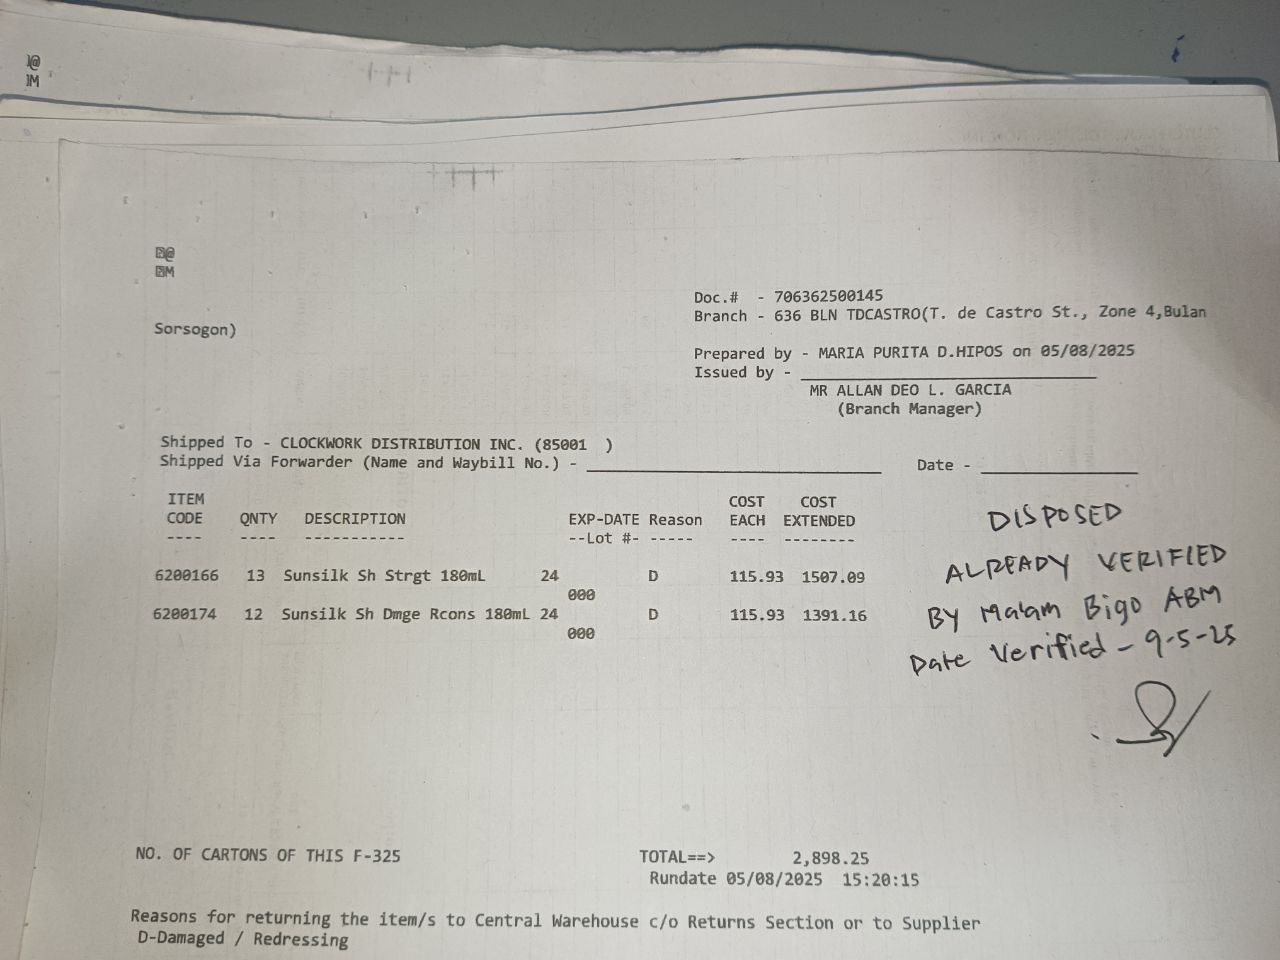 ]@
]M
@
M
Doc.# - 706362500145
Branch - 636 BLN TDCASTRO(T. de Castro St., Zone 4,Bulan
Sorsogon)
Prepared by - MARIA PURITA D.HIPOS on 05/08/2025
Issued by - ____________________
MR ALLAN DEO L. GARCIA
(Branch Manager)
Shipped To - CLOCKWORK DISTRIBUTION INC. (85001 )
Shipped Via Forwarder (Name and Waybill No.) - ____________________ Date - __________
ITEM COST COST
CODE QNTY DESCRIPTION EXP-DATE Reason EACH EXTENDED
---- ---- ----------- --Lot #- ----- ---- --------
6200166 13 Sunsilk Sh Strgt 180mL 24 D 115.93 1507.09
000
6200174 12 Sunsilk Sh Dmge Rcons 180mL 24 D 115.93 1391.16
000
DISPOSED
ALREADY VERIFIED
BY Ma'am Bigo ABM
Date Verified - 9-5-25
NO. OF CARTONS OF THIS F-325 TOTAL==> 2,898.25
Rundate 05/08/2025 15:20:15
Reasons for returning the item/s to Central Warehouse c/o Returns Section or to Supplier
D-Damaged / Redressing